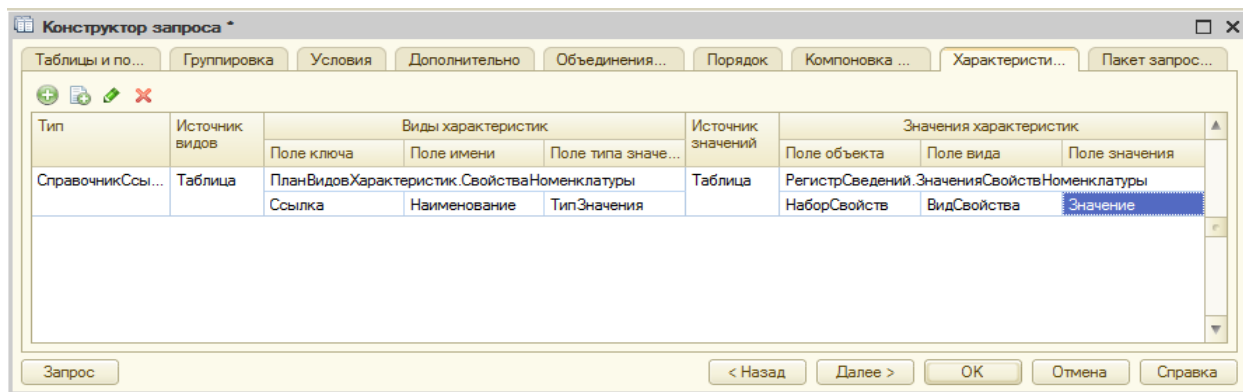 Конструктор запроса *
Таблицы и по... Группировка Условия Дополнительно Объединения... Порядок Компоновка ... Характеристи... Пакет запрос...
Тип Источник видов Виды характеристик Источник значений Значения характеристик
Поле ключа Поле имени Поле типа значе... Поле объекта Поле вида Поле значения
СправочникСсы... Таблица ПланВидовХарактеристик.СвойстваНоменклатуры Таблица РегистрСведений.ЗначенияСвойствНоменклатуры
Ссылка Наименование ТипЗначения НаборСвойств ВидСвойства Значение
Запрос < Назад Далее > OK Отмена Справка